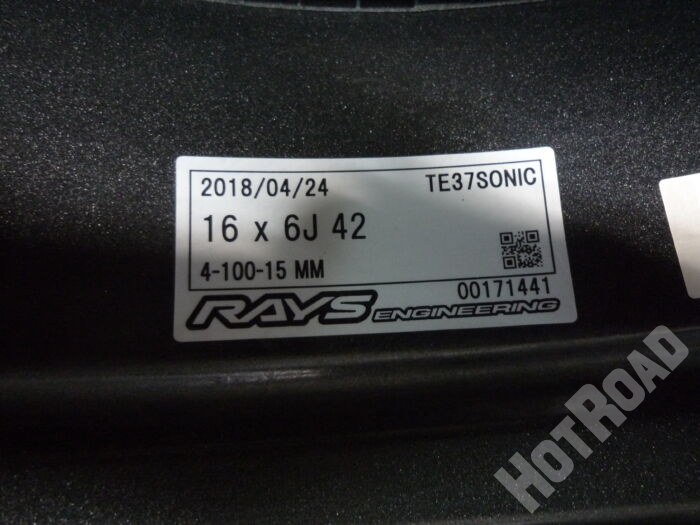 2018/04/24 TE37SONIC
16 x 6J 42
4-100-15 MM
00171441
RAYS ENGINEERING
HOTROAD